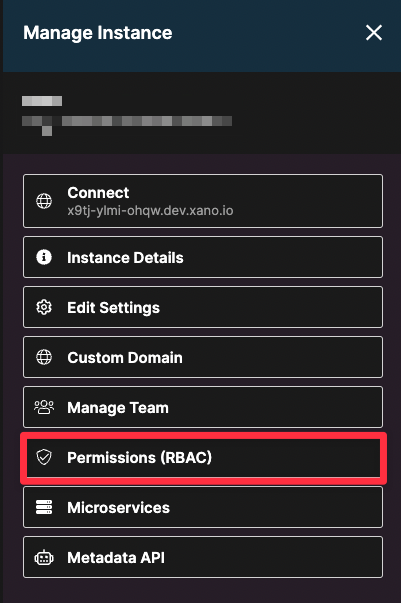 Manage Instance
Connect
x9tj-ylmi-ohqw.dev.xano.io
Instance Details
Edit Settings
Custom Domain
Manage Team
Permissions (RBAC)
Microservices
Metadata API